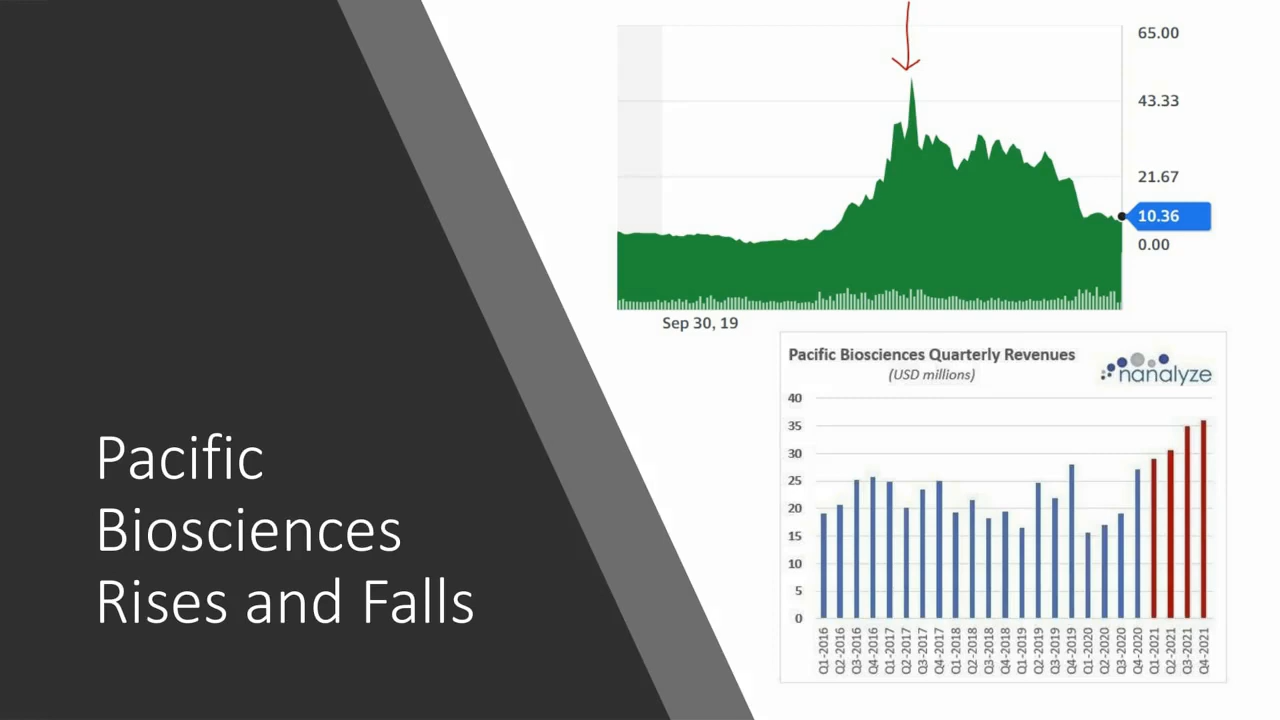 Pacific
Biosciences
Rises and Falls
65.00
43.33
21.67
10.36
0.00
Sep 30, 19
Pacific Biosciences Quarterly Revenues
(USD millions)
nanalyze
40
35
30
25
20
15
10
5
0
Q1-2016
Q2-2016
Q3-2016
Q4-2016
Q1-2017
Q2-2017
Q3-2017
Q4-2017
Q1-2018
Q2-2018
Q3-2018
Q4-2018
Q1-2019
Q2-2019
Q3-2019
Q4-2019
Q1-2020
Q2-2020
Q3-2020
Q4-2020
Q1-2021
Q2-2021
Q3-2021
Q4-2021